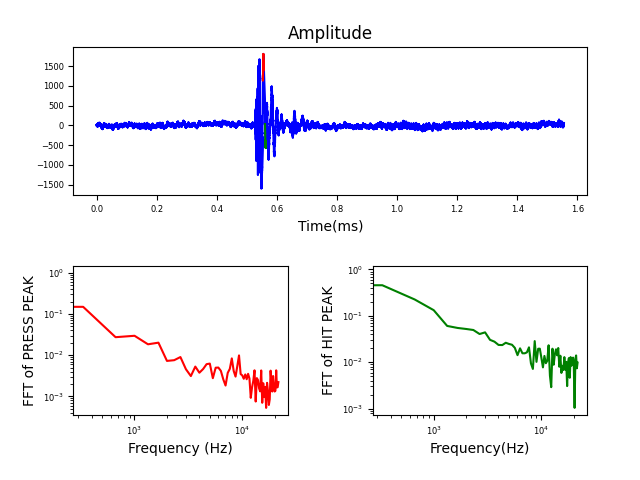 Amplitude
1500
1000
500
0
−500
−1000
−1500
0.0 0.2 0.4 0.6 0.8 1.0 1.2 1.4 1.6
Time(ms)
FFT of PRESS PEAK
10⁰
10⁻¹
10⁻²
10⁻³
10³ 10⁴
Frequency (Hz)
FFT of HIT PEAK
10⁰
10⁻¹
10⁻²
10⁻³
10³ 10⁴
Frequency(Hz)